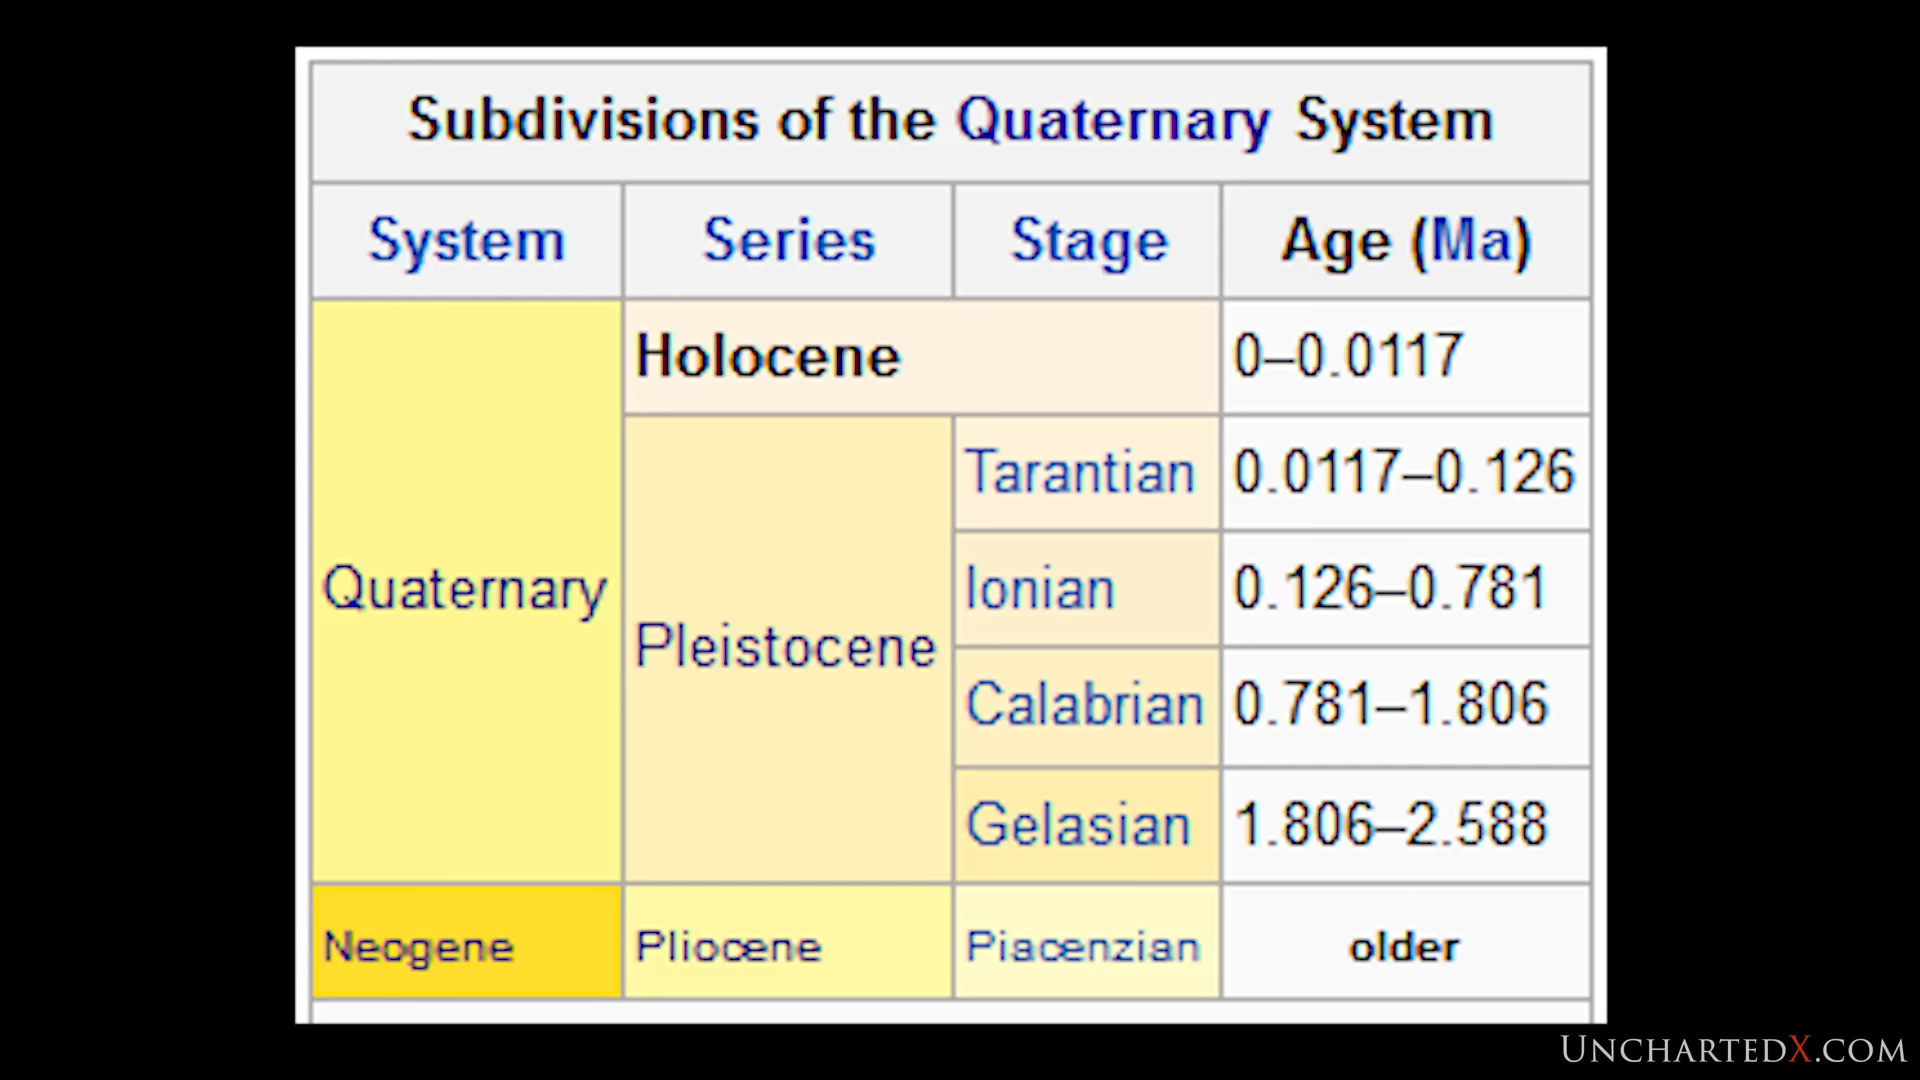 Subdivisions of the Quaternary System
System Series Stage Age (Ma)
Holocene 0–0.0117
Tarantian 0.0117–0.126
Quaternary Ionian 0.126–0.781
Pleistocene
Calabrian 0.781–1.806
Gelasian 1.806–2.588
Neogene Pliocene Piacenzian older
UNCHARTEDX.COM